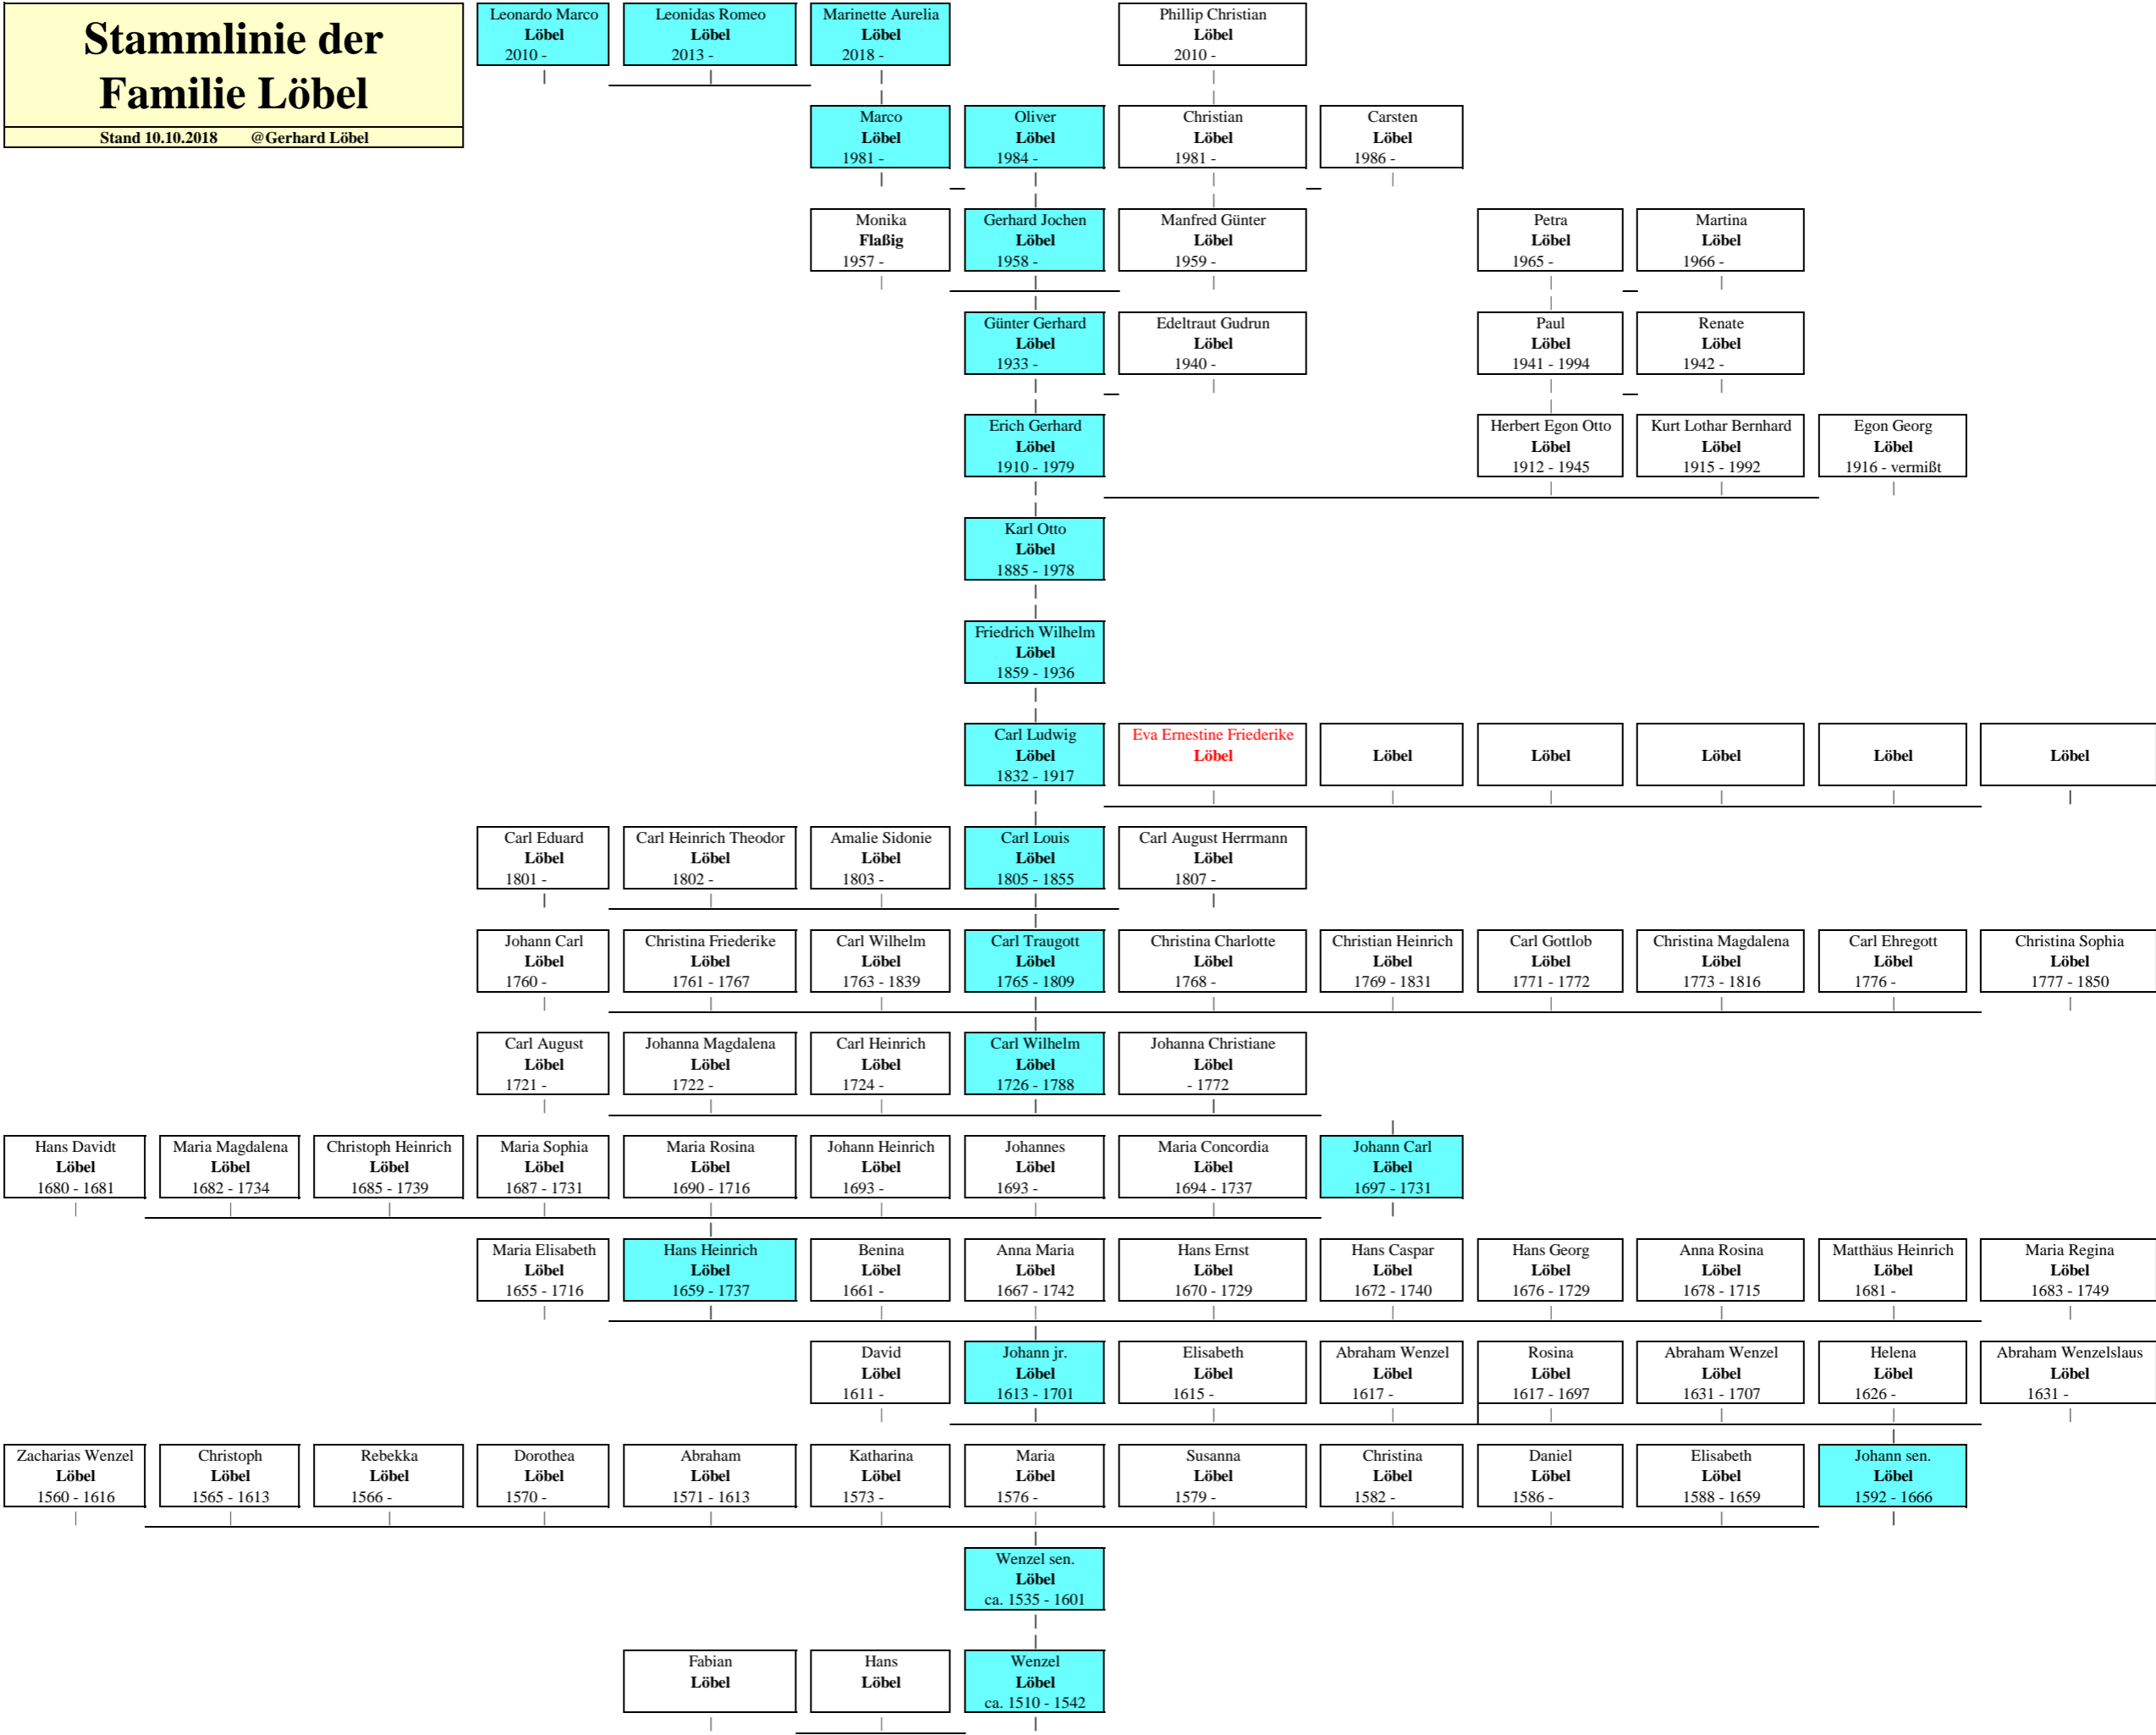 Stammlinie der
Familie Löbel
Stand 10.10.2018 @Gerhard Löbel
Leonardo Marco
Löbel
2010 -
Leonidas Romeo
Löbel
2013 -
Marinette Aurelia
Löbel
2018 -
Phillip Christian
Löbel
2010 -
Marco
Löbel
1981 -
Oliver
Löbel
1984 -
Christian
Löbel
1981 -
Carsten
Löbel
1986 -
Monika
Flaßig
1957 -
Gerhard Jochen
Löbel
1958 -
Manfred Günter
Löbel
1959 -
Petra
Löbel
1965 -
Martina
Löbel
1966 -
Günter Gerhard
Löbel
1933 -
Edeltraut Gudrun
Löbel
1940 -
Paul
Löbel
1941 - 1994
Renate
Löbel
1942 -
Erich Gerhard
Löbel
1910 - 1979
Herbert Egon Otto
Löbel
1912 - 1945
Kurt Lothar Bernhard
Löbel
1915 - 1992
Egon Georg
Löbel
1916 - vermißt
Karl Otto
Löbel
1885 - 1978
Friedrich Wilhelm
Löbel
1859 - 1936
Carl Ludwig
Löbel
1832 - 1917
Eva Ernestine Friederike
Löbel
Löbel
Löbel
Löbel
Löbel
Löbel
Carl Eduard
Löbel
1801 -
Carl Heinrich Theodor
Löbel
1802 -
Amalie Sidonie
Löbel
1803 -
Carl Louis
Löbel
1805 - 1855
Carl August Herrmann
Löbel
1807 -
Johann Carl
Löbel
1760 -
Christina Friederike
Löbel
1761 - 1767
Carl Wilhelm
Löbel
1763 - 1839
Carl Traugott
Löbel
1765 - 1809
Christina Charlotte
Löbel
1768 -
Christian Heinrich
Löbel
1769 - 1831
Carl Gottlob
Löbel
1771 - 1772
Christina Magdalena
Löbel
1773 - 1816
Carl Ehregott
Löbel
1776 -
Christina Sophia
Löbel
1777 - 1850
Carl August
Löbel
1721 -
Johanna Magdalena
Löbel
1722 -
Carl Heinrich
Löbel
1724 -
Carl Wilhelm
Löbel
1726 - 1788
Johanna Christiane
Löbel
- 1772
Hans Davidt
Löbel
1680 - 1681
Maria Magdalena
Löbel
1682 - 1734
Christoph Heinrich
Löbel
1685 - 1739
Maria Sophia
Löbel
1687 - 1731
Maria Rosina
Löbel
1690 - 1716
Johann Heinrich
Löbel
1693 -
Johannes
Löbel
1693 -
Maria Concordia
Löbel
1694 - 1737
Johann Carl
Löbel
1697 - 1731
Maria Elisabeth
Löbel
1655 - 1716
Hans Heinrich
Löbel
1659 - 1737
Benina
Löbel
1661 -
Anna Maria
Löbel
1667 - 1742
Hans Ernst
Löbel
1670 - 1729
Hans Caspar
Löbel
1672 - 1740
Hans Georg
Löbel
1676 - 1729
Anna Rosina
Löbel
1678 - 1715
Matthäus Heinrich
Löbel
1681 -
Maria Regina
Löbel
1683 - 1749
David
Löbel
1611 -
Johann jr.
Löbel
1613 - 1701
Elisabeth
Löbel
1615 -
Abraham Wenzel
Löbel
1617 -
Rosina
Löbel
1617 - 1697
Abraham Wenzel
Löbel
1631 - 1707
Helena
Löbel
1626 -
Abraham Wenzelslaus
Löbel
1631 -
Zacharias Wenzel
Löbel
1560 - 1616
Christoph
Löbel
1565 - 1613
Rebekka
Löbel
1566 -
Dorothea
Löbel
1570 -
Abraham
Löbel
1571 - 1613
Katharina
Löbel
1573 -
Maria
Löbel
1576 -
Susanna
Löbel
1579 -
Christina
Löbel
1582 -
Daniel
Löbel
1586 -
Elisabeth
Löbel
1588 - 1659
Johann sen.
Löbel
1592 - 1666
Wenzel sen.
Löbel
ca. 1535 - 1601
Fabian
Löbel
Hans
Löbel
Wenzel
Löbel
ca. 1510 - 1542